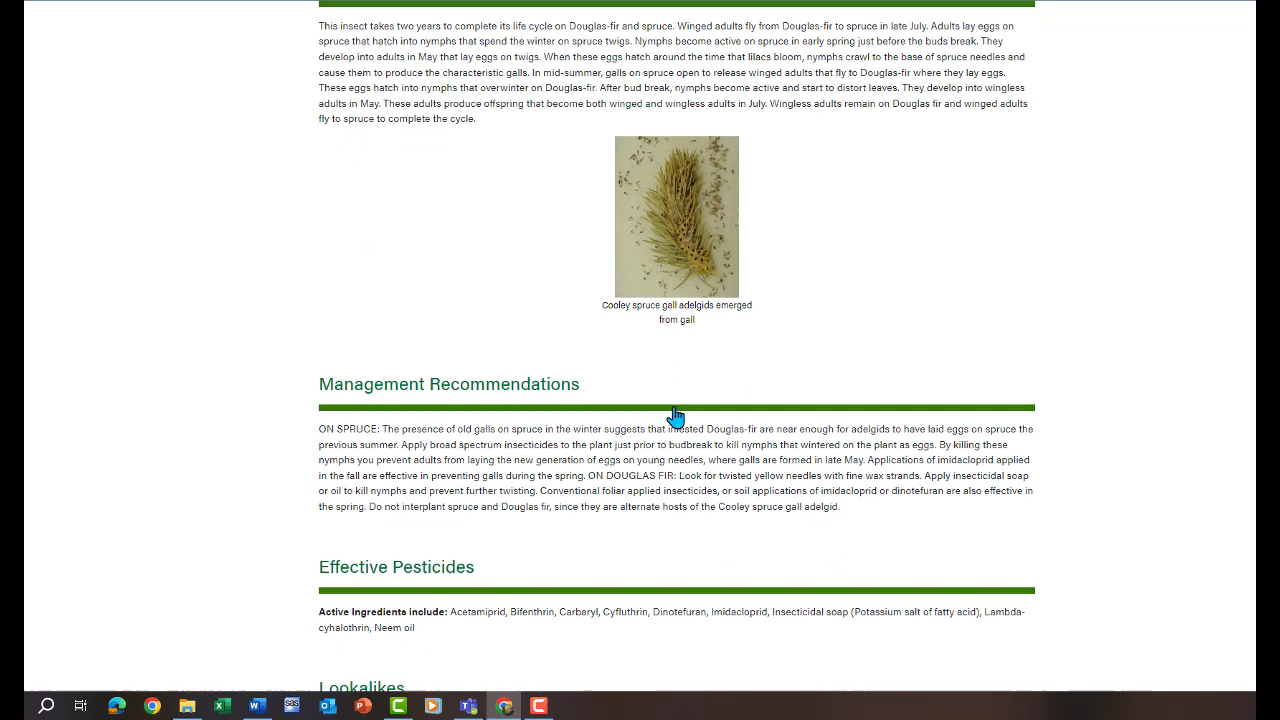 This insect takes two years to complete its life cycle on Douglas-fir and spruce. Winged adults fly from Douglas-fir to spruce in late July. Adults lay eggs on
spruce that hatch into nymphs that spend the winter on spruce twigs. Nymphs become active on spruce in early spring just before the buds break. They
develop into adults in May that lay eggs on twigs. When these eggs hatch around the time that lilacs bloom, nymphs crawl to the base of spruce needles and
cause them to produce the characteristic galls. In mid-summer, galls on spruce open to release winged adults that fly to Douglas-fir where they lay eggs.
These eggs hatch into nymphs that overwinter on Douglas-fir. After bud break, nymphs become active and start to distort leaves. They develop into wingless
adults in May. These adults produce offspring that become both winged and wingless adults in July. Wingless adults remain on Douglas fir and winged adults
fly to spruce to complete the cycle.
Cooley spruce gall adelgids emerged
from gall
Management Recommendations
ON SPRUCE: The presence of old galls on spruce in the winter suggests that infested Douglas-fir are near enough for adelgids to have laid eggs on spruce the
previous summer. Apply broad spectrum insecticides to the plant just prior to budbreak to kill nymphs that wintered on the plant as eggs. By killing these
nymphs you prevent adults from laying the new generation of eggs on young needles, where galls are formed in late May. Applications of imidacloprid applied
in the fall are effective in preventing galls during the spring. ON DOUGLAS FIR: Look for twisted yellow needles with fine wax strands. Apply insecticidal soap
or oil to kill nymphs and prevent further twisting. Conventional foliar applied insecticides, or soil applications of imidacloprid or dinotefuran are also effective in
the spring. Do not interplant spruce and Douglas fir, since they are alternate hosts of the Cooley spruce gall adelgid.
Effective Pesticides
Active Ingredients include: Acetamiprid, Bifenthrin, Carbaryl, Cyfluthrin, Dinotefuran, Imidacloprid, Insecticidal soap (Potassium salt of fatty acid), Lambda-
cyhalothrin, Neem oil
Lookalikes